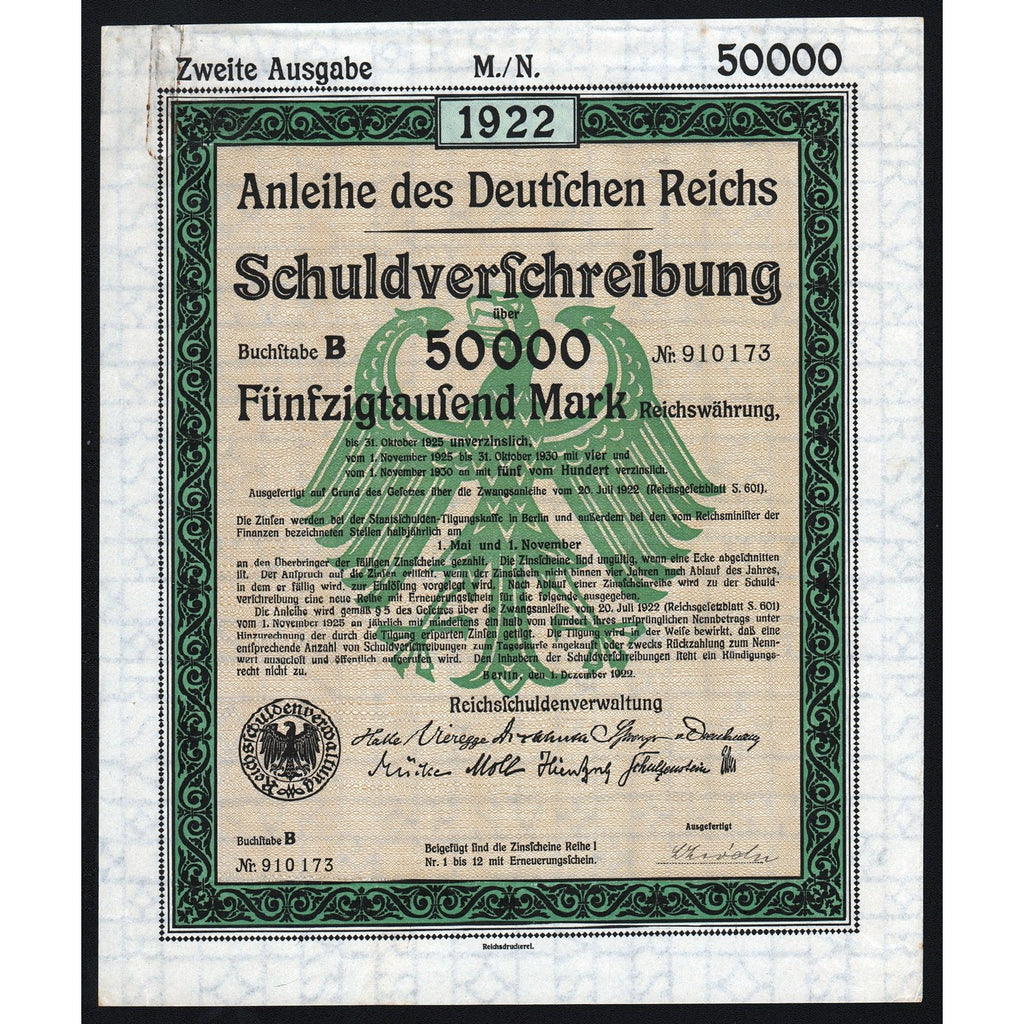 Zweite Ausgabe M./N. 50000
1922
Anleihe des Deutſchen Reichs
Schuldverſchreibung
über
Buchſtabe B 50000 Nr. 910173
Fünfzigtauſend Mark Reichswährung,
bis 31. Oktober 1925 unverzinslich,
vom 1. November 1925 bis 31. Oktober 1930 mit vier und
vom 1. November 1930 an mit fünf vom Hundert verzinslich.
Ausgefertigt auf Grund des Geſetzes über die Zwangsanleihe vom 20. Juli 1922 (Reichsgeſetzblatt S. 601).
Die Zinſen werden bei der Staatsſchulden-Tilgungskaſſe in Berlin und außerdem bei den vom Reichsminiſter der
Finanzen bezeichneten Stellen halbjährlich am
1. Mai und 1. November
an den Überbringer der fälligen Zinsſcheine gezahlt. Die Zinsſcheine ſind ungültig, wenn eine Ecke abgeſchnitten
iſt. Der Anſpruch auf die Zinſen erliſcht, wenn der Zinsſchein nicht binnen vier Jahren nach Ablauf des Jahres,
in dem er fällig wird, zur Einlöſung vorgelegt wird. Nach Ablauf einer Zinsſcheinreihe wird zu der Schuld-
verſchreibung eine neue Reihe mit Erneuerungsſchein für die folgende ausgegeben.
Die Anleihe wird gemäß § 5 des Geſetzes über die Zwangsanleihe vom 20. Juli 1922 (Reichsgeſetzblatt S. 601)
vom 1. November 1925 an jährlich mit mindeſtens ein halb vom Hundert ihres urſprünglichen Nennbetrags unter
Hinzurechnung der durch die Tilgung erſparten Zinſen getilgt. Die Tilgung wird in der Weiſe bewirkt, daß eine
entſprechende Anzahl von Schuldverſchreibungen zum Tageskurſe angekauft oder zwecks Rückzahlung zum Nenn-
wert ausgeloſt und öffentlich aufgerufen wird. Den Inhabern der Schuldverſchreibungen ſteht ein Kündigungs-
recht nicht zu. Berlin, den 1. Dezember 1922.
Reichsſchuldenverwaltung
Reichsſchuldenverwaltung
Halle Vieregge
Mücke Moll
Ausgefertigt
Buchſtabe B
Nr. 910173
Beigefügt ſind die Zinsſcheine Reihe I
Nr. 1 bis 12 mit Erneuerungsſchein.
Reichsdruckerei.